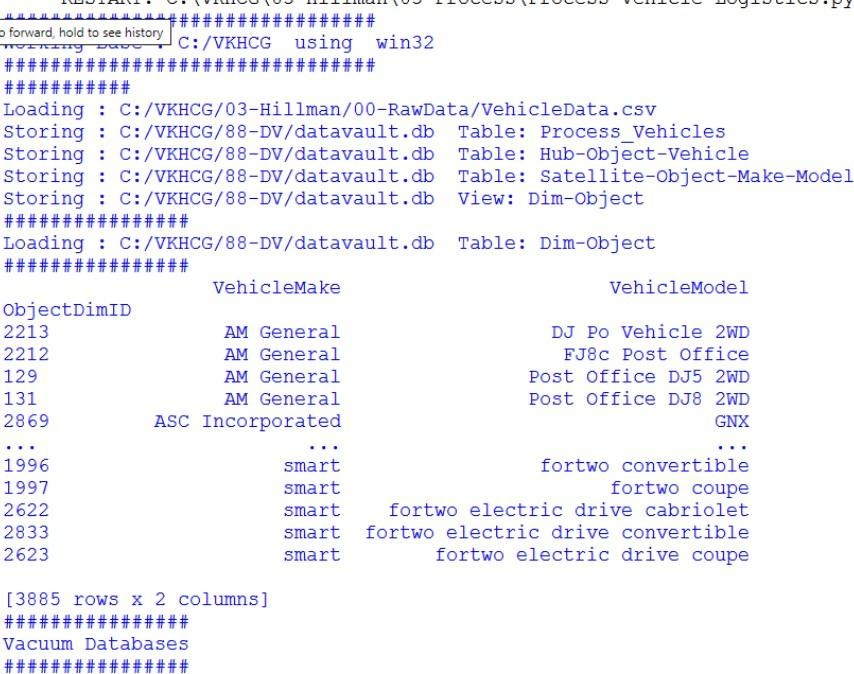 RESTART: C:\VKHCG\03-Hillman\03-Process\Process-Vehicle-Logistics.py
################################
o forward, hold to see history
Working Base : C:/VKHCG using win32
################################
###########
Loading : C:/VKHCG/03-Hillman/00-RawData/VehicleData.csv
Storing : C:/VKHCG/88-DV/datavault.db Table: Process_Vehicles
Storing : C:/VKHCG/88-DV/datavault.db Table: Hub-Object-Vehicle
Storing : C:/VKHCG/88-DV/datavault.db Table: Satellite-Object-Make-Model
Storing : C:/VKHCG/88-DV/datavault.db View: Dim-Object
################
Loading : C:/VKHCG/88-DV/datavault.db Table: Dim-Object
################
VehicleMake VehicleModel
ObjectDimID
2213 AM General DJ Po Vehicle 2WD
2212 AM General FJ8c Post Office
129 AM General Post Office DJ5 2WD
131 AM General Post Office DJ8 2WD
2869 ASC Incorporated GNX
... ... ...
1996 smart fortwo convertible
1997 smart fortwo coupe
2622 smart fortwo electric drive cabriolet
2833 smart fortwo electric drive convertible
2623 smart fortwo electric drive coupe
[3885 rows x 2 columns]
################
Vacuum Databases
################